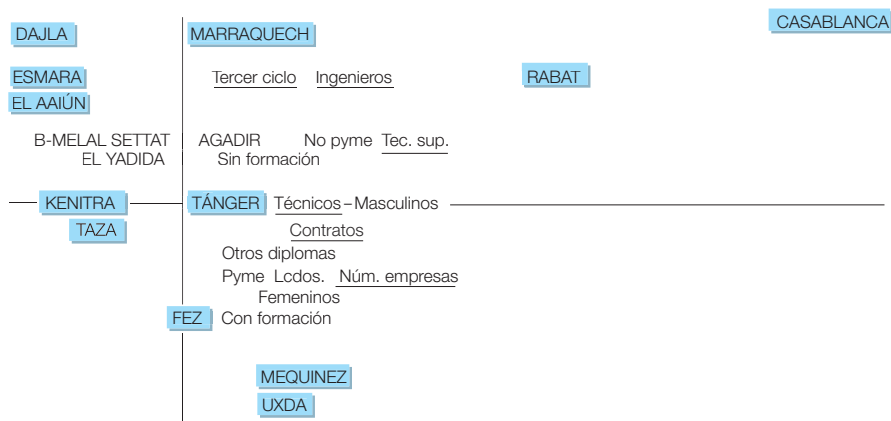 CASABLANCA
DAJLA MARRAQUECH
ESMARA Tercer ciclo Ingenieros RABAT
EL AAIÚN
B-MELAL SETTAT AGADIR No pyme Tec. sup.
EL YADIDA Sin formación
KENITRA TÁNGER Técnicos–Masculinos
TAZA Contratos
Otros diplomas
Pyme Lcdos. Núm. empresas
Femeninos
FEZ Con formación
MEQUINEZ
UXDA